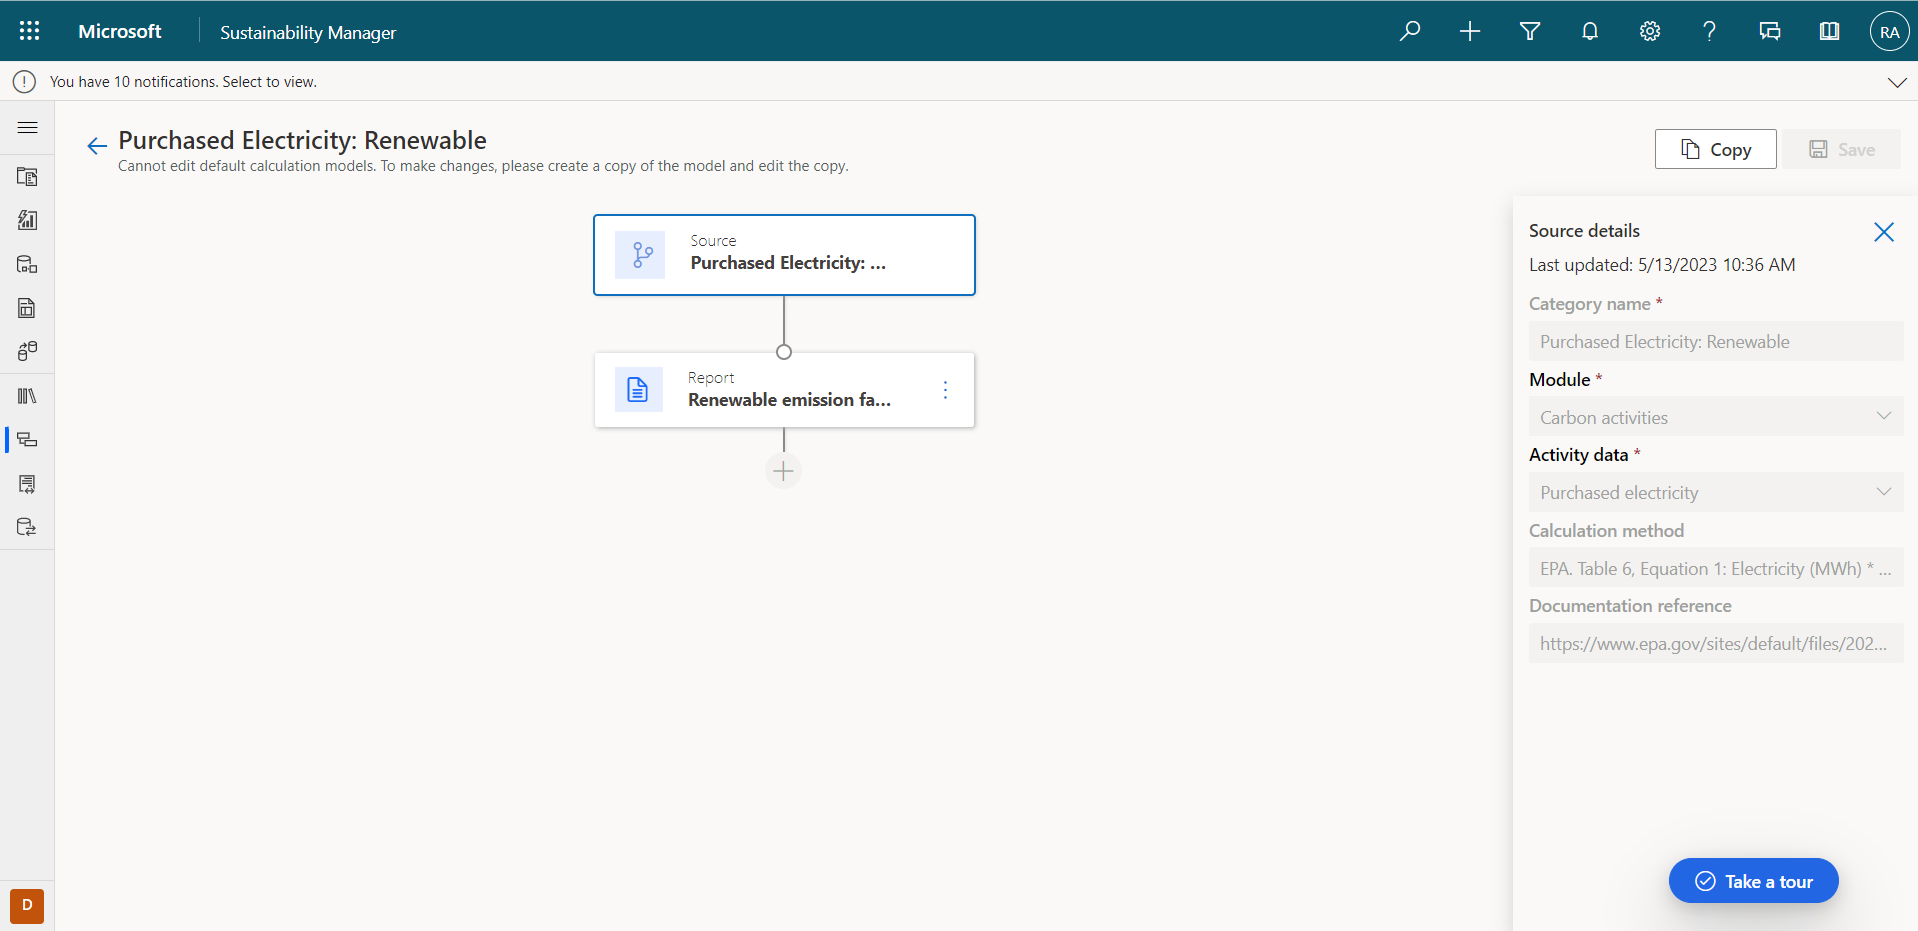 Microsoft
Sustainability Manager
RA
You have 10 notifications. Select to view.
Purchased Electricity: Renewable
Cannot edit default calculation models. To make changes, please create a copy of the model and edit the copy.
Copy
Save
Source
Purchased Electricity: ...
Report
Renewable emission fa...
Source details
Last updated: 5/13/2023 10:36 AM
Category name *
Purchased Electricity: Renewable
Module *
Carbon activities
Activity data *
Purchased electricity
Calculation method
EPA. Table 6, Equation 1: Electricity (MWh) * ...
Documentation reference
https://www.epa.gov/sites/default/files/202...
Take a tour
D